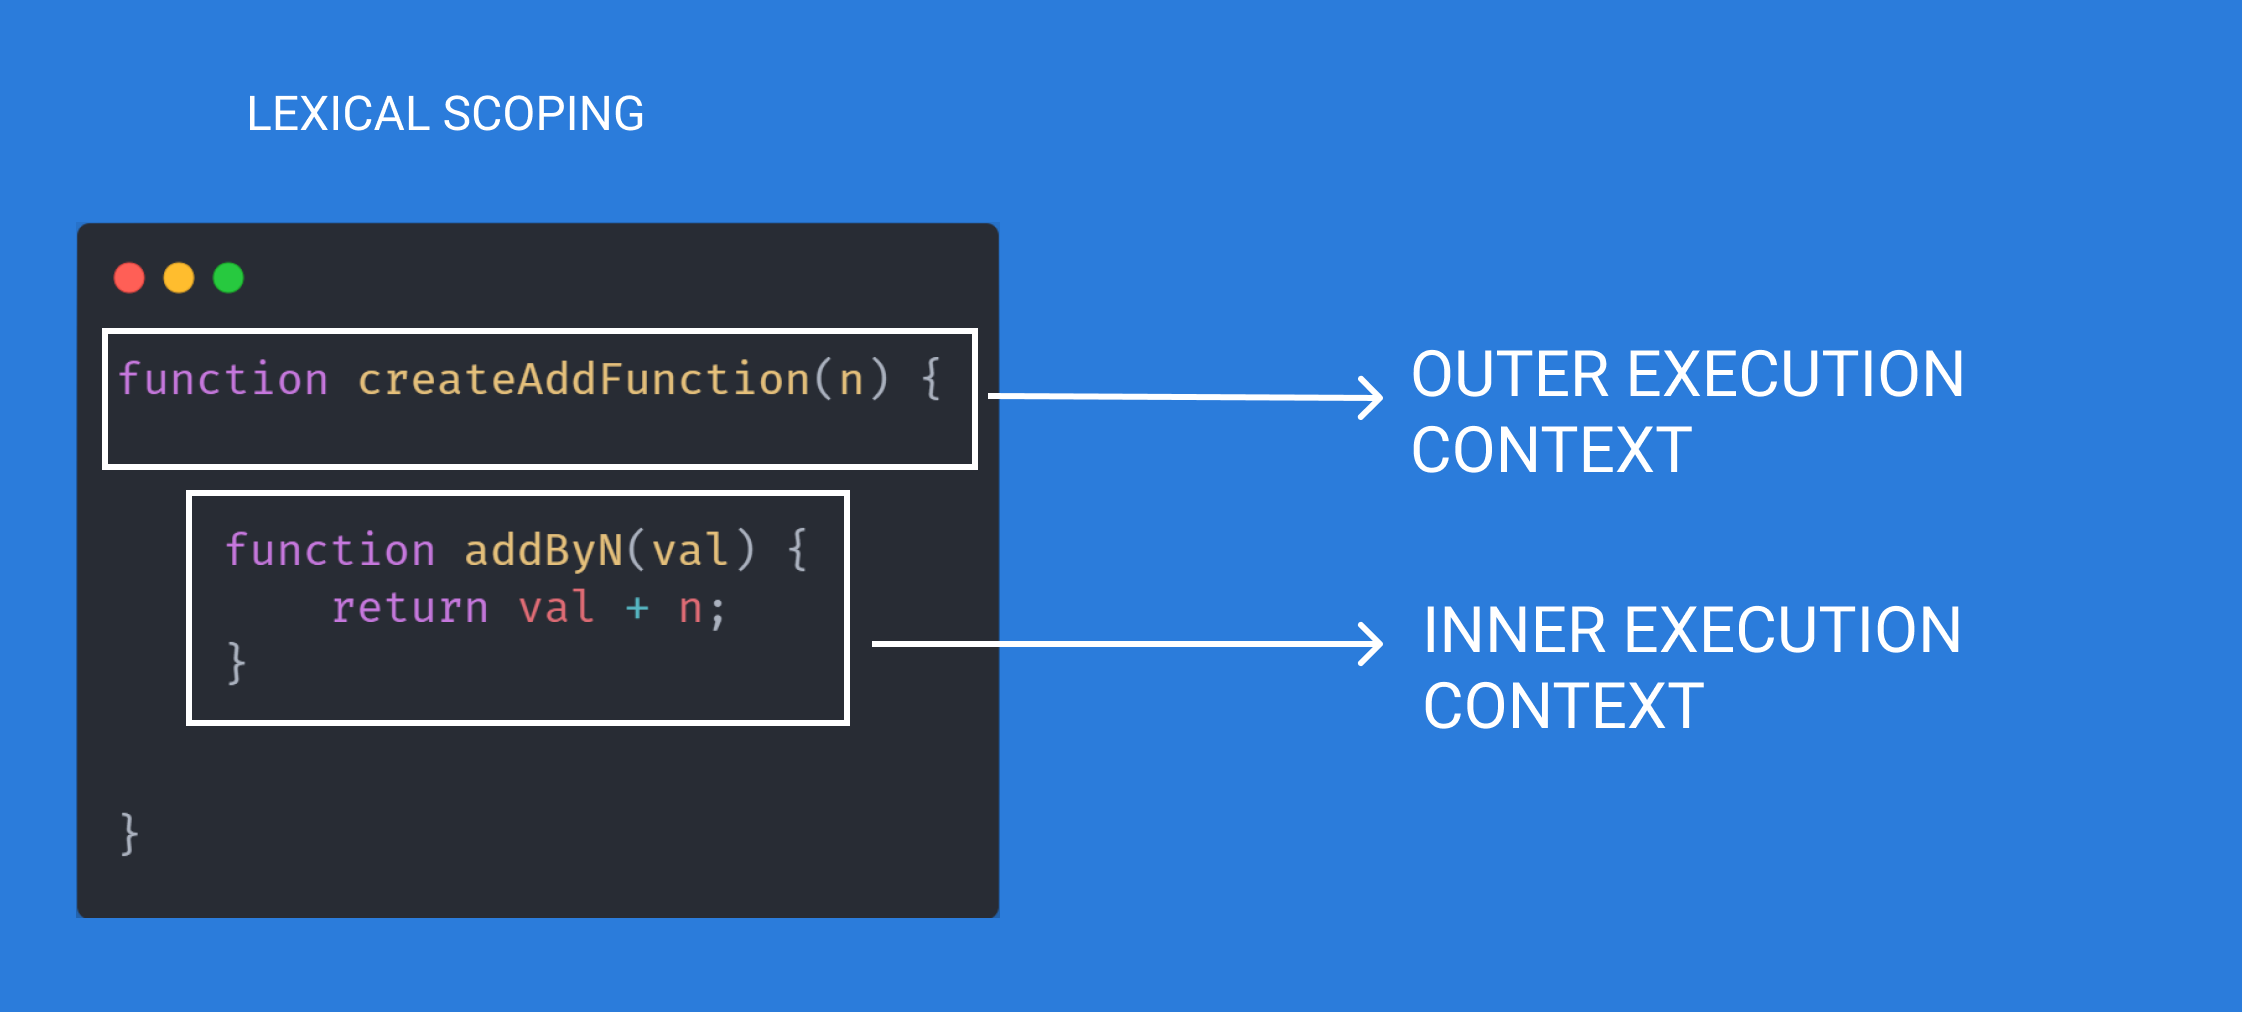 LEXICAL SCOPING
function createAddFunction(n) {
function addByN(val) {
return val + n;
}
}
OUTER EXECUTION
CONTEXT
INNER EXECUTION
CONTEXT